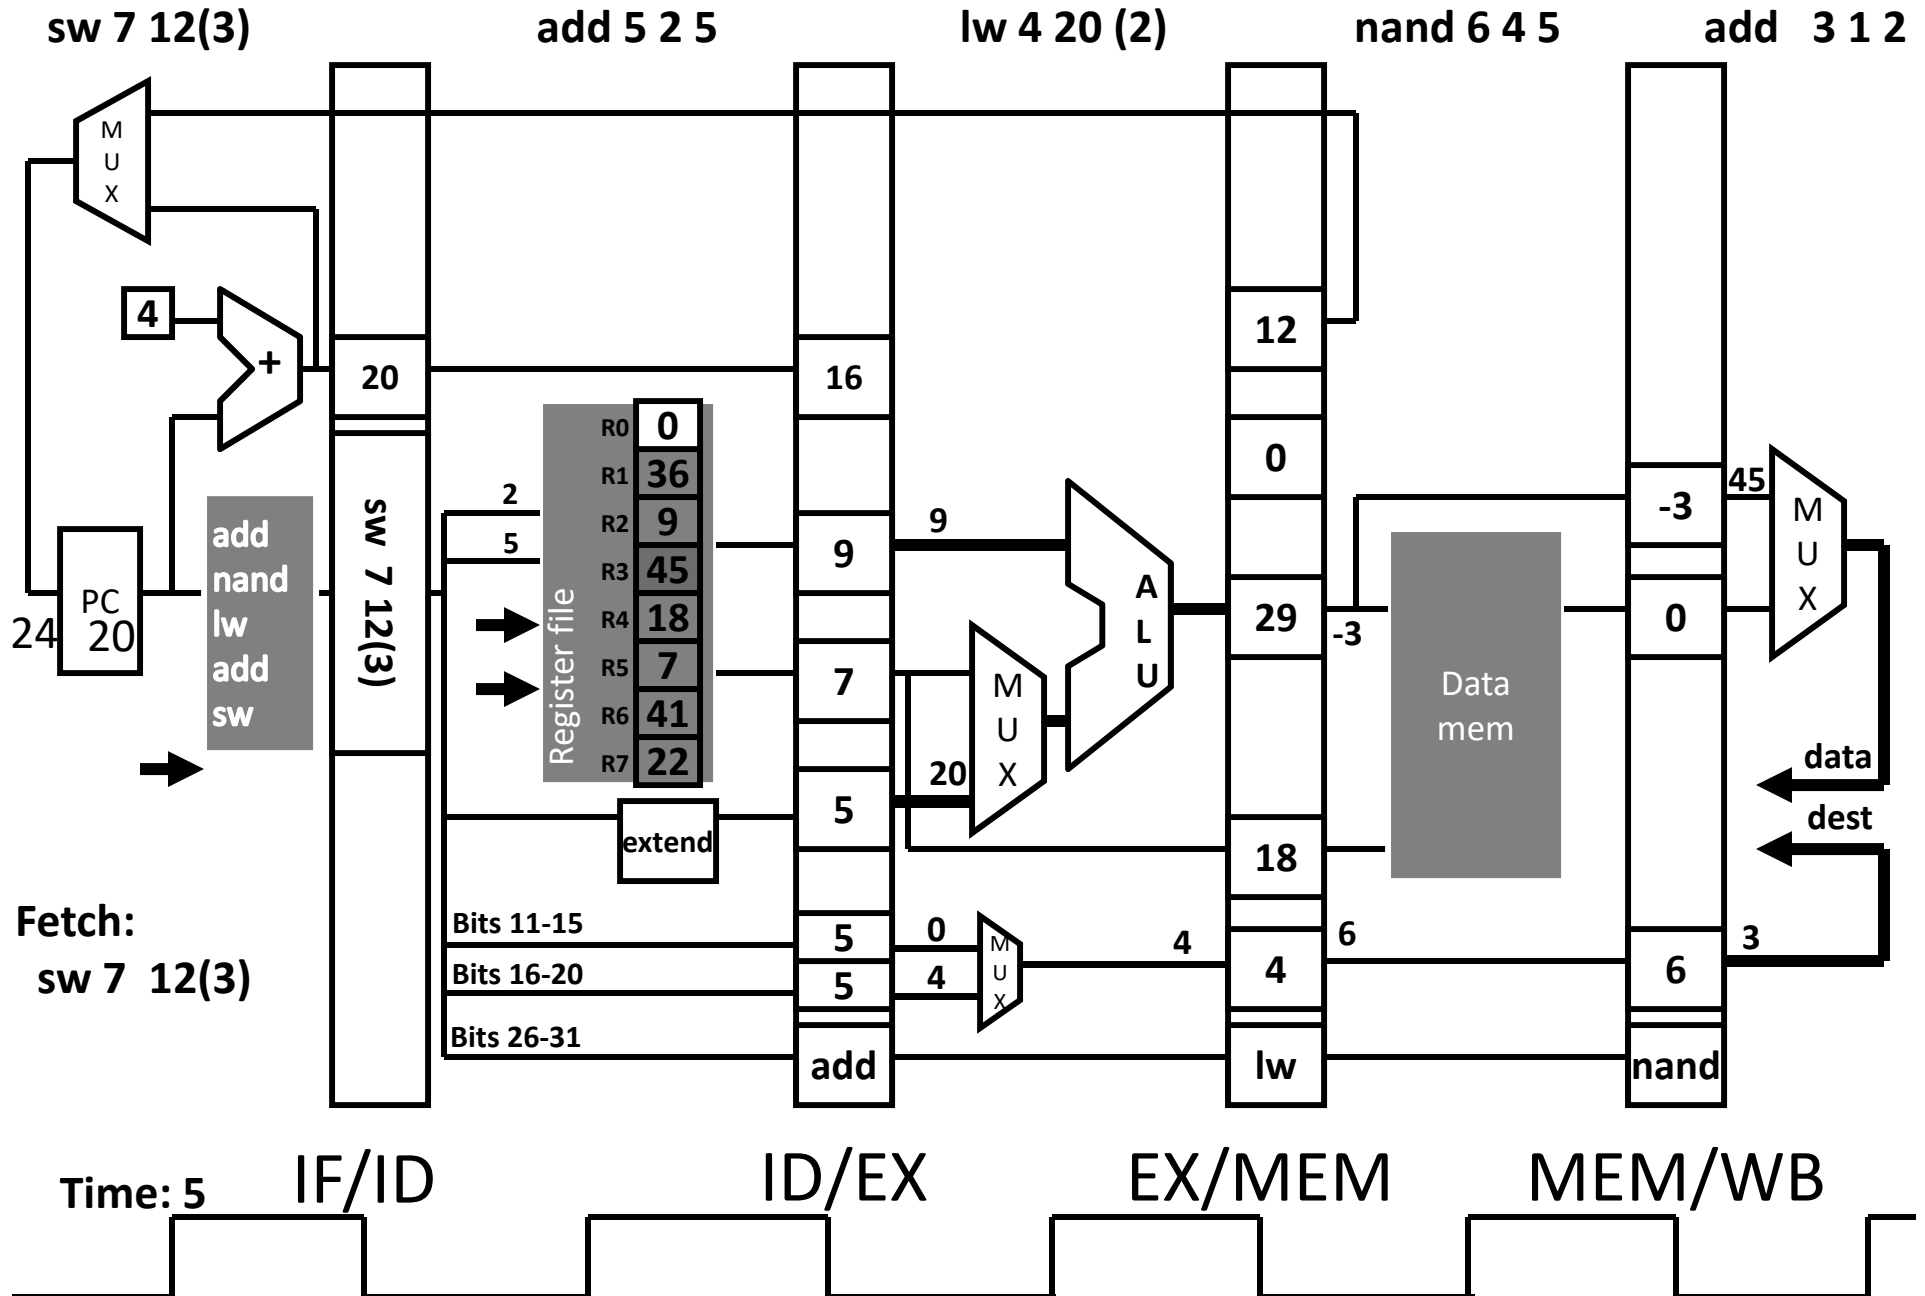 sw 7 12(3)
add 5 2 5
lw 4 20 (2)
nand 6 4 5
add 3 1 2
M
U
X
4
+
20
16
12
0
PC
20
24
add
nand
lw
add
sw
sw 7 12(3)
2
5
Register file
R0 0
R1 36
R2 9
R3 45
R4 18
R5 7
R6 41
R7 22
extend
9
7
5
9
20
M
U
X
A
L
U
29
-3
18
Data
mem
-3
0
45
M
U
X
data
dest
Fetch:
sw 7 12(3)
Bits 11-15
Bits 16-20
Bits 26-31
5
5
add
0
4
M
U
X
4
4
lw
6
6
nand
3
Time: 5
IF/ID
ID/EX
EX/MEM
MEM/WB